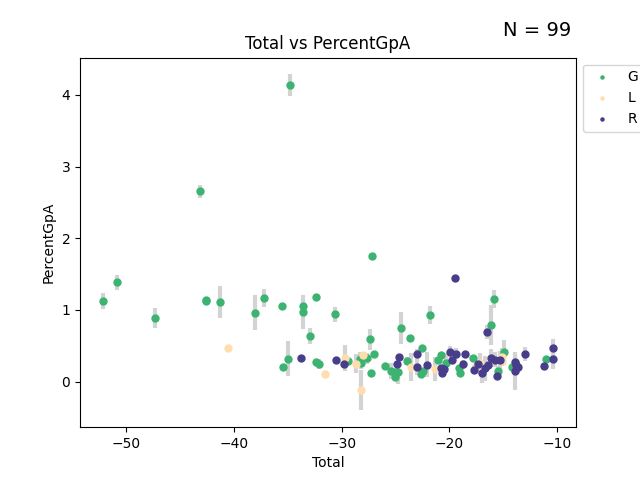 N = 99
Total vs PercentGpA
G
L
R
PercentGpA
4
3
2
1
0
−50
−40
−30
−20
−10
Total